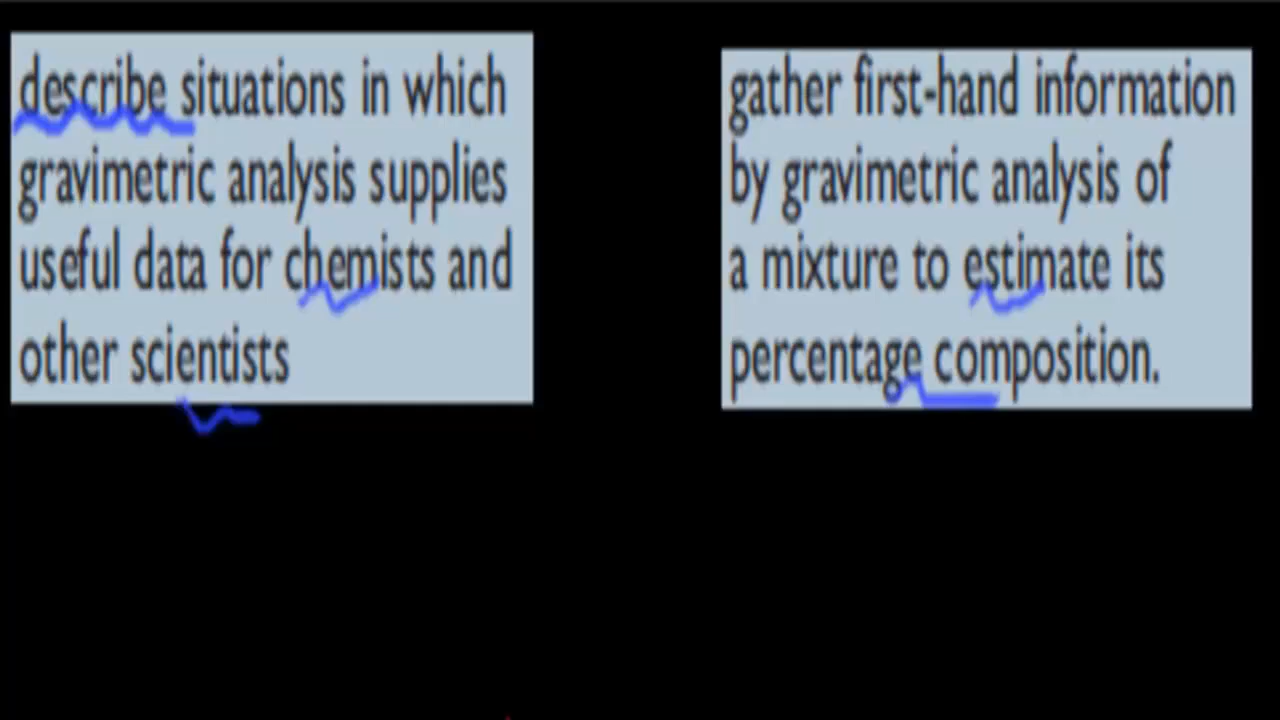 describe situations in which
gravimetric analysis supplies
useful data for chemists and
other scientists
gather first-hand information
by gravimetric analysis of
a mixture to estimate its
percentage composition.